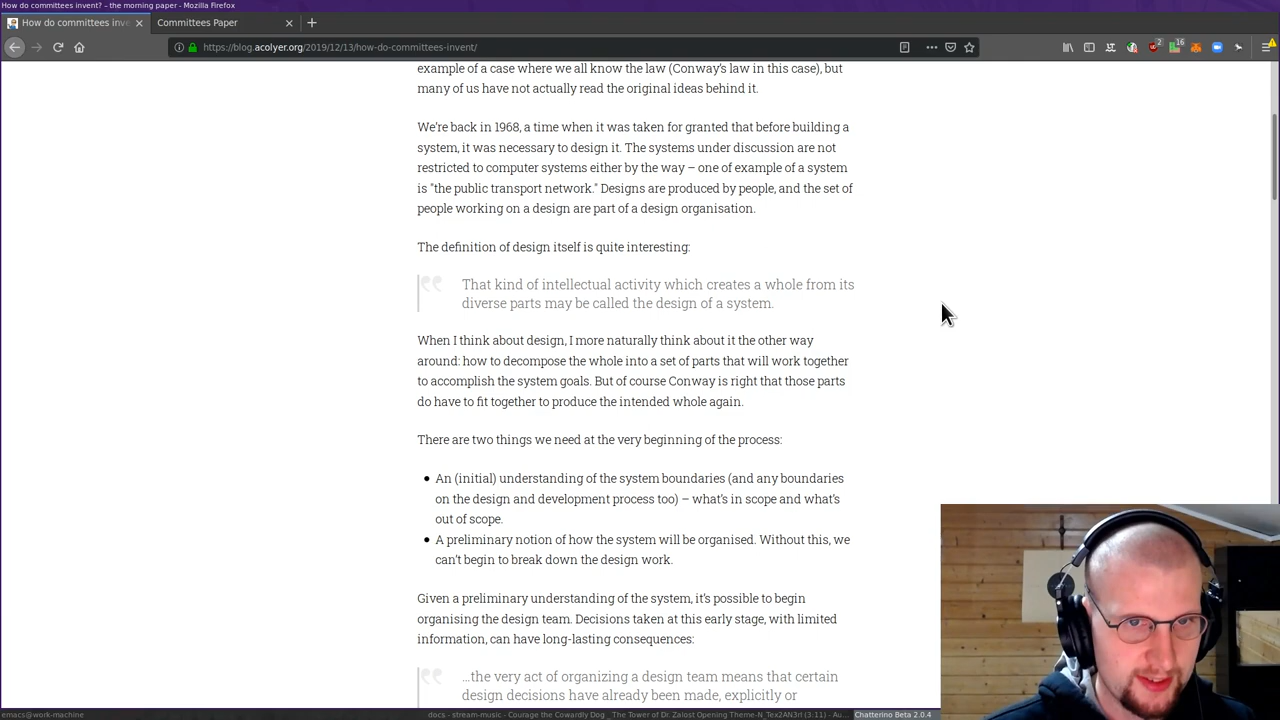 How do committees invent? – the morning paper - Mozilla Firefox
How do committees inve
Committees Paper
https://blog.acolyer.org/2019/12/13/how-do-committees-invent/
2
16
example of a case where we all know the law (Conway's law in this case), but
many of us have not actually read the original ideas behind it.
We're back in 1968, a time when it was taken for granted that before building a
system, it was necessary to design it. The systems under discussion are not
restricted to computer systems either by the way – one of example of a system
is "the public transport network." Designs are produced by people, and the set of
people working on a design are part of a design organisation.
The definition of design itself is quite interesting:
That kind of intellectual activity which creates a whole from its
diverse parts may be called the design of a system.
When I think about design, I more naturally think about it the other way
around: how to decompose the whole into a set of parts that will work together
to accomplish the system goals. But of course Conway is right that those parts
do have to fit together to produce the intended whole again.
There are two things we need at the very beginning of the process:
An (initial) understanding of the system boundaries (and any boundaries
on the design and development process too) – what's in scope and what's
out of scope.
A preliminary notion of how the system will be organised. Without this, we
can't begin to break down the design work.
Given a preliminary understanding of the system, it's possible to begin
organising the design team. Decisions taken at this early stage, with limited
information, can have long-lasting consequences:
…the very act of organizing a design team means that certain
design decisions have already been made, explicitly or
emacs@work-machine
docs - stream-music - Courage the Cowardly Dog _The Tower of Dr. Zalost Opening Theme-N_Tex2AN3rI (3:11) - Au...
Chatterino Beta 2.0.4